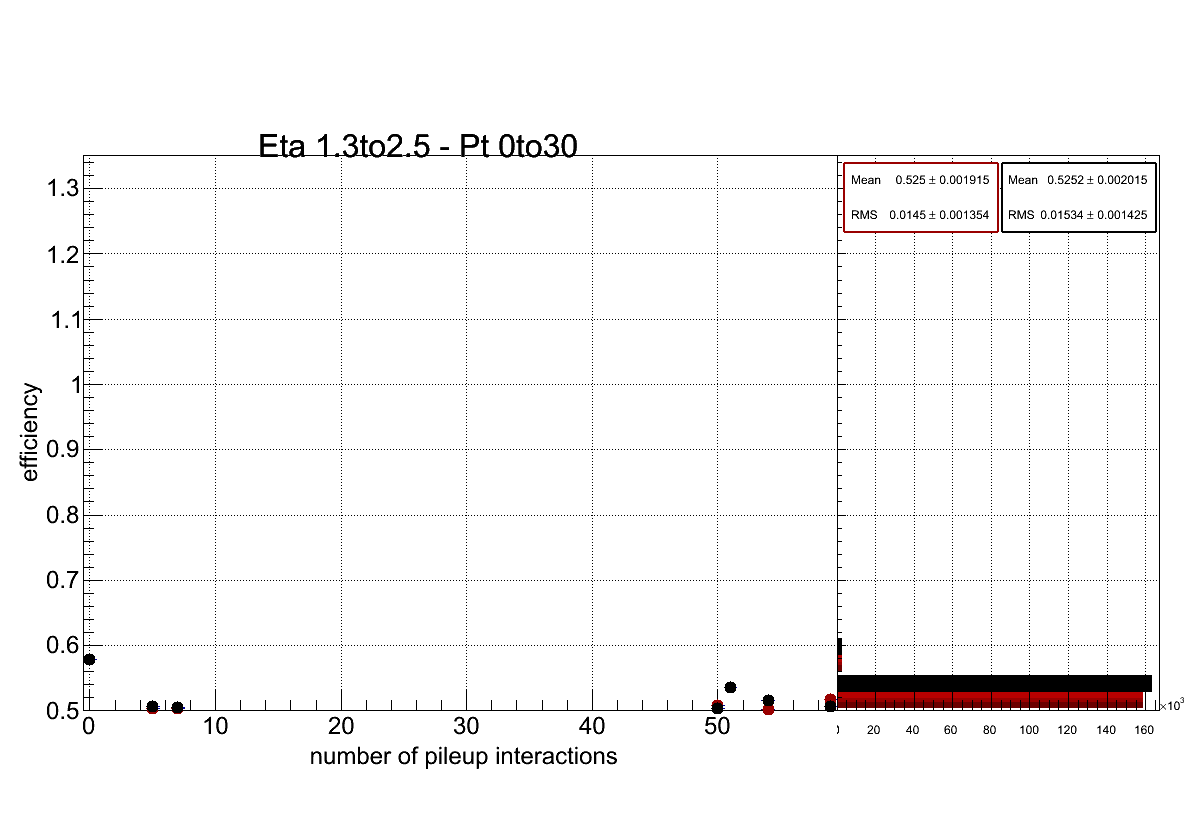 Eta 1.3to2.5 - Pt 0to30
Mean 0.525 ± 0.001915
RMS 0.0145 ± 0.001354
Mean 0.5252 ± 0.002015
RMS 0.01534 ± 0.001425
efficiency
1.3
1.2
1.1
1
0.9
0.8
0.7
0.6
0.5
0 10 20 30 40 50
number of pileup interactions
20 40 60 80 100 120 140 160
×10³